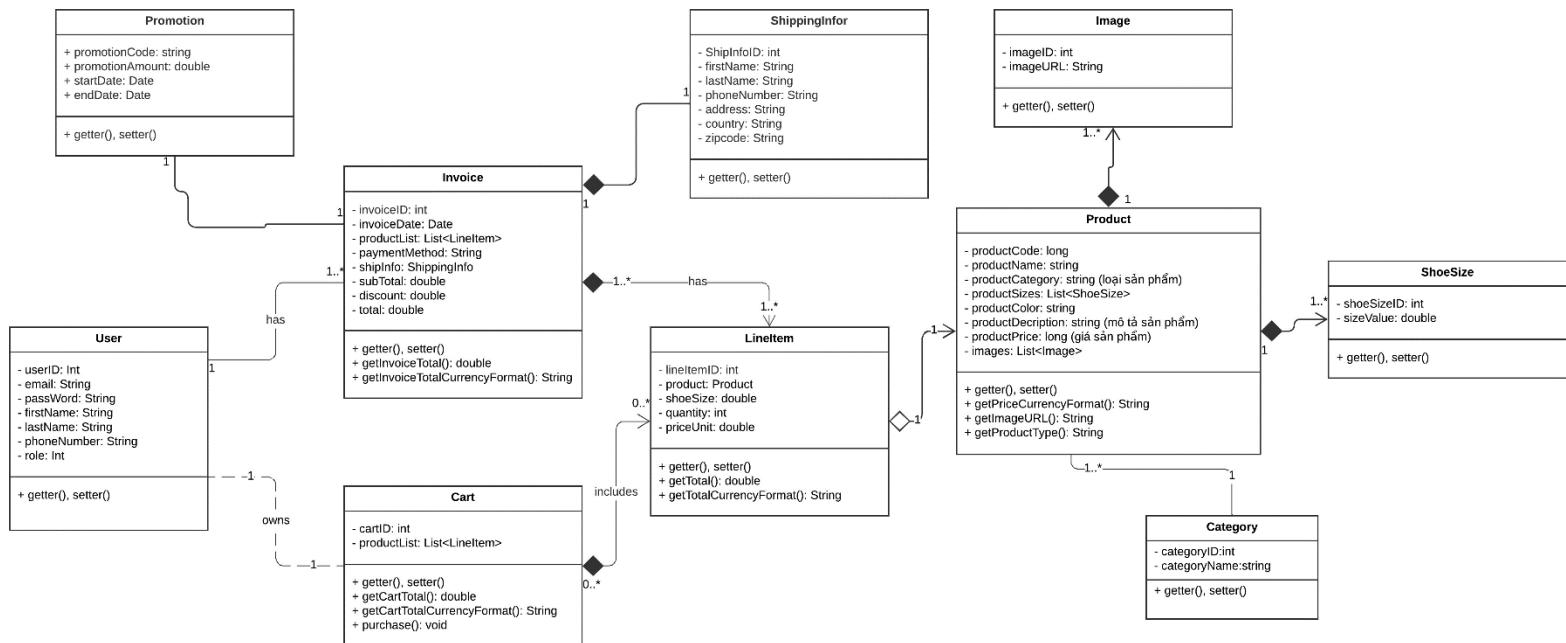 Promotion
+ promotionCode: string
+ promotionAmount: double
+ startDate: Date
+ endDate: Date
+ getter(), setter()
1
ShippingInfor
- ShipInfoID: int
- firstName: String
- lastName: String
- phoneNumber: String
- address: String
- country: String
- zipcode: String
+ getter(), setter()
1
Image
- imageID: int
- imageURL: String
+ getter(), setter()
1..*
Invoice
- invoiceID: int
- invoiceDate: Date
- productList: List<LineItem>
- paymentMethod: String
- shipInfo: ShippingInfo
- subTotal: double
- discount: double
- total: double
+ getter(), setter()
+ getInvoiceTotal(): double
+ getInvoiceTotalCurrencyFormat(): String
1
1
1..*
1..*
has
1..*
has
1
User
- userID: Int
- email: String
- passWord: String
- firstName: String
- lastName: String
- phoneNumber: String
- role: Int
+ getter(), setter()
1
owns
1
Cart
- cartID: int
- productList: List<LineItem>
+ getter(), setter()
+ getCartTotal(): double
+ getCartTotalCurrencyFormat(): String
+ purchase(): void
0..*
includes
0..*
LineItem
- lineItemID: int
- product: Product
- shoeSize: double
- quantity: int
- priceUnit: double
+ getter(), setter()
+ getTotal(): double
+ getTotalCurrencyFormat(): String
1
1
1
Product
- productCode: long
- productName: string
- productCategory: string (loại sản phẩm)
- productSizes: List<ShoeSize>
- productColor: string
- productDecription: string (mô tả sản phẩm)
- productPrice: long (giá sản phẩm)
- images: List<Image>
+ getter(), setter()
+ getPriceCurrencyFormat(): String
+ getImageURL(): String
+ getProductType(): String
1
1..*
ShoeSize
- shoeSizeID: int
- sizeValue: double
+ getter(), setter()
1..*
1
Category
- categoryID:int
- categoryName:string
+ getter(), setter()